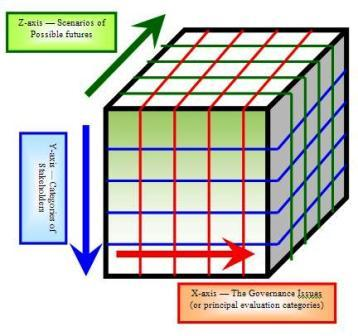 Z-axis — Scenarios of
Possible futures
Y-axis — Categories of
Stakeholders
X-axis — The Governance Issues
(or principal evaluation categories)